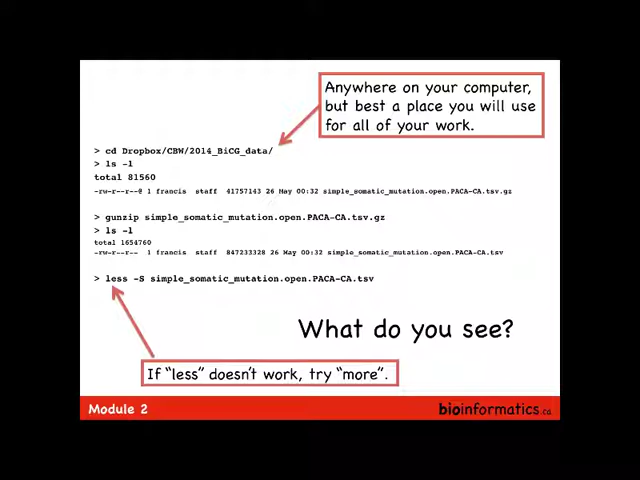 Anywhere on your computer,
but best a place you will use
for all of your work.
> cd Dropbox/CBW/2014_BiCG_data/
> ls -l
total 81560
-rw-r--r--@ 1 francis staff 41757143 26 May 00:32 simple_somatic_mutation.open.PACA-CA.tsv.gz
> gunzip simple_somatic_mutation.open.PACA-CA.tsv.gz
> ls -l
total 1654760
-rw-r--r-- 1 francis staff 847233328 26 May 00:32 simple_somatic_mutation.open.PACA-CA.tsv
> less -S simple_somatic_mutation.open.PACA-CA.tsv
What do you see?
If “less” doesn’t work, try “more”.
Module 2
bioinformatics.ca